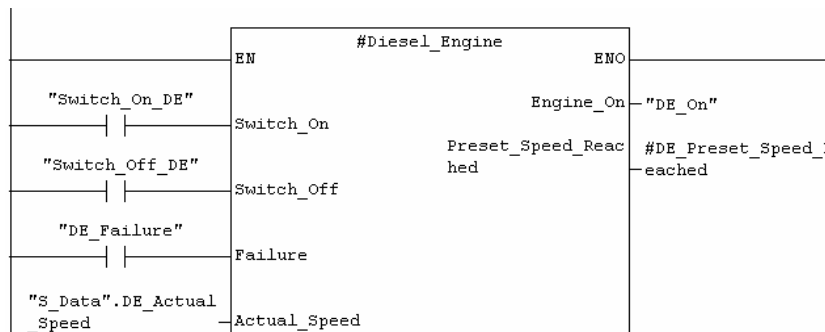 #Diesel_Engine
EN
ENO
"Switch_On_DE"
Switch_On
Engine_On
"DE_On"
"Switch_Off_DE"
Switch_Off
Preset_Speed_Reac
hed
#DE_Preset_Speed_
eached
"DE_Failure"
Failure
"S_Data".DE_Actual
_Speed
Actual_Speed